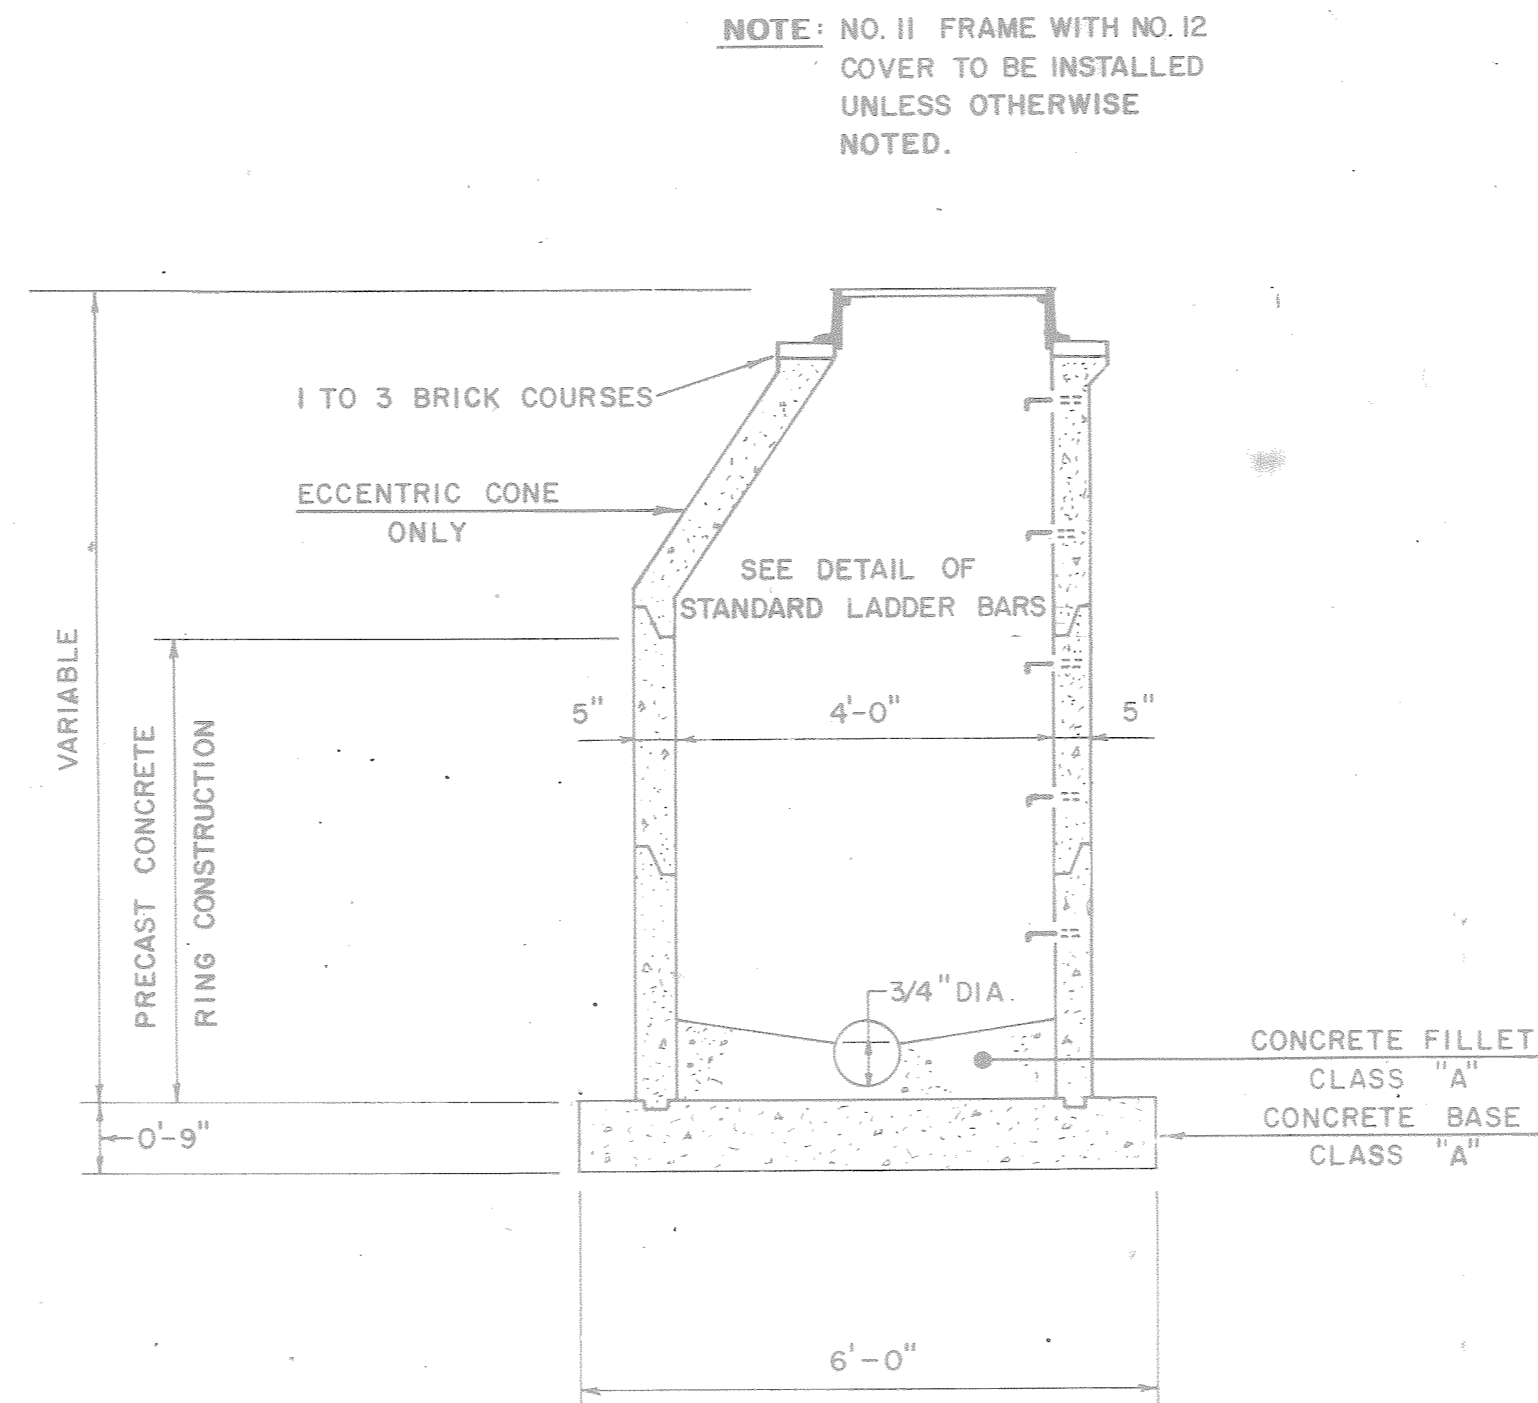 NOTE: NO. 11 FRAME WITH NO. 12
COVER TO BE INSTALLED
UNLESS OTHERWISE
NOTED.
1 TO 3 BRICK COURSES
ECCENTRIC CONE
ONLY
SEE DETAIL OF
STANDARD LADDER BARS
VARIABLE
PRECAST CONCRETE
RING CONSTRUCTION
5"
4'-0"
5"
3/4" DIA.
CONCRETE FILLET
CLASS "A"
CONCRETE BASE
CLASS "A"
0'-9"
6'-0"